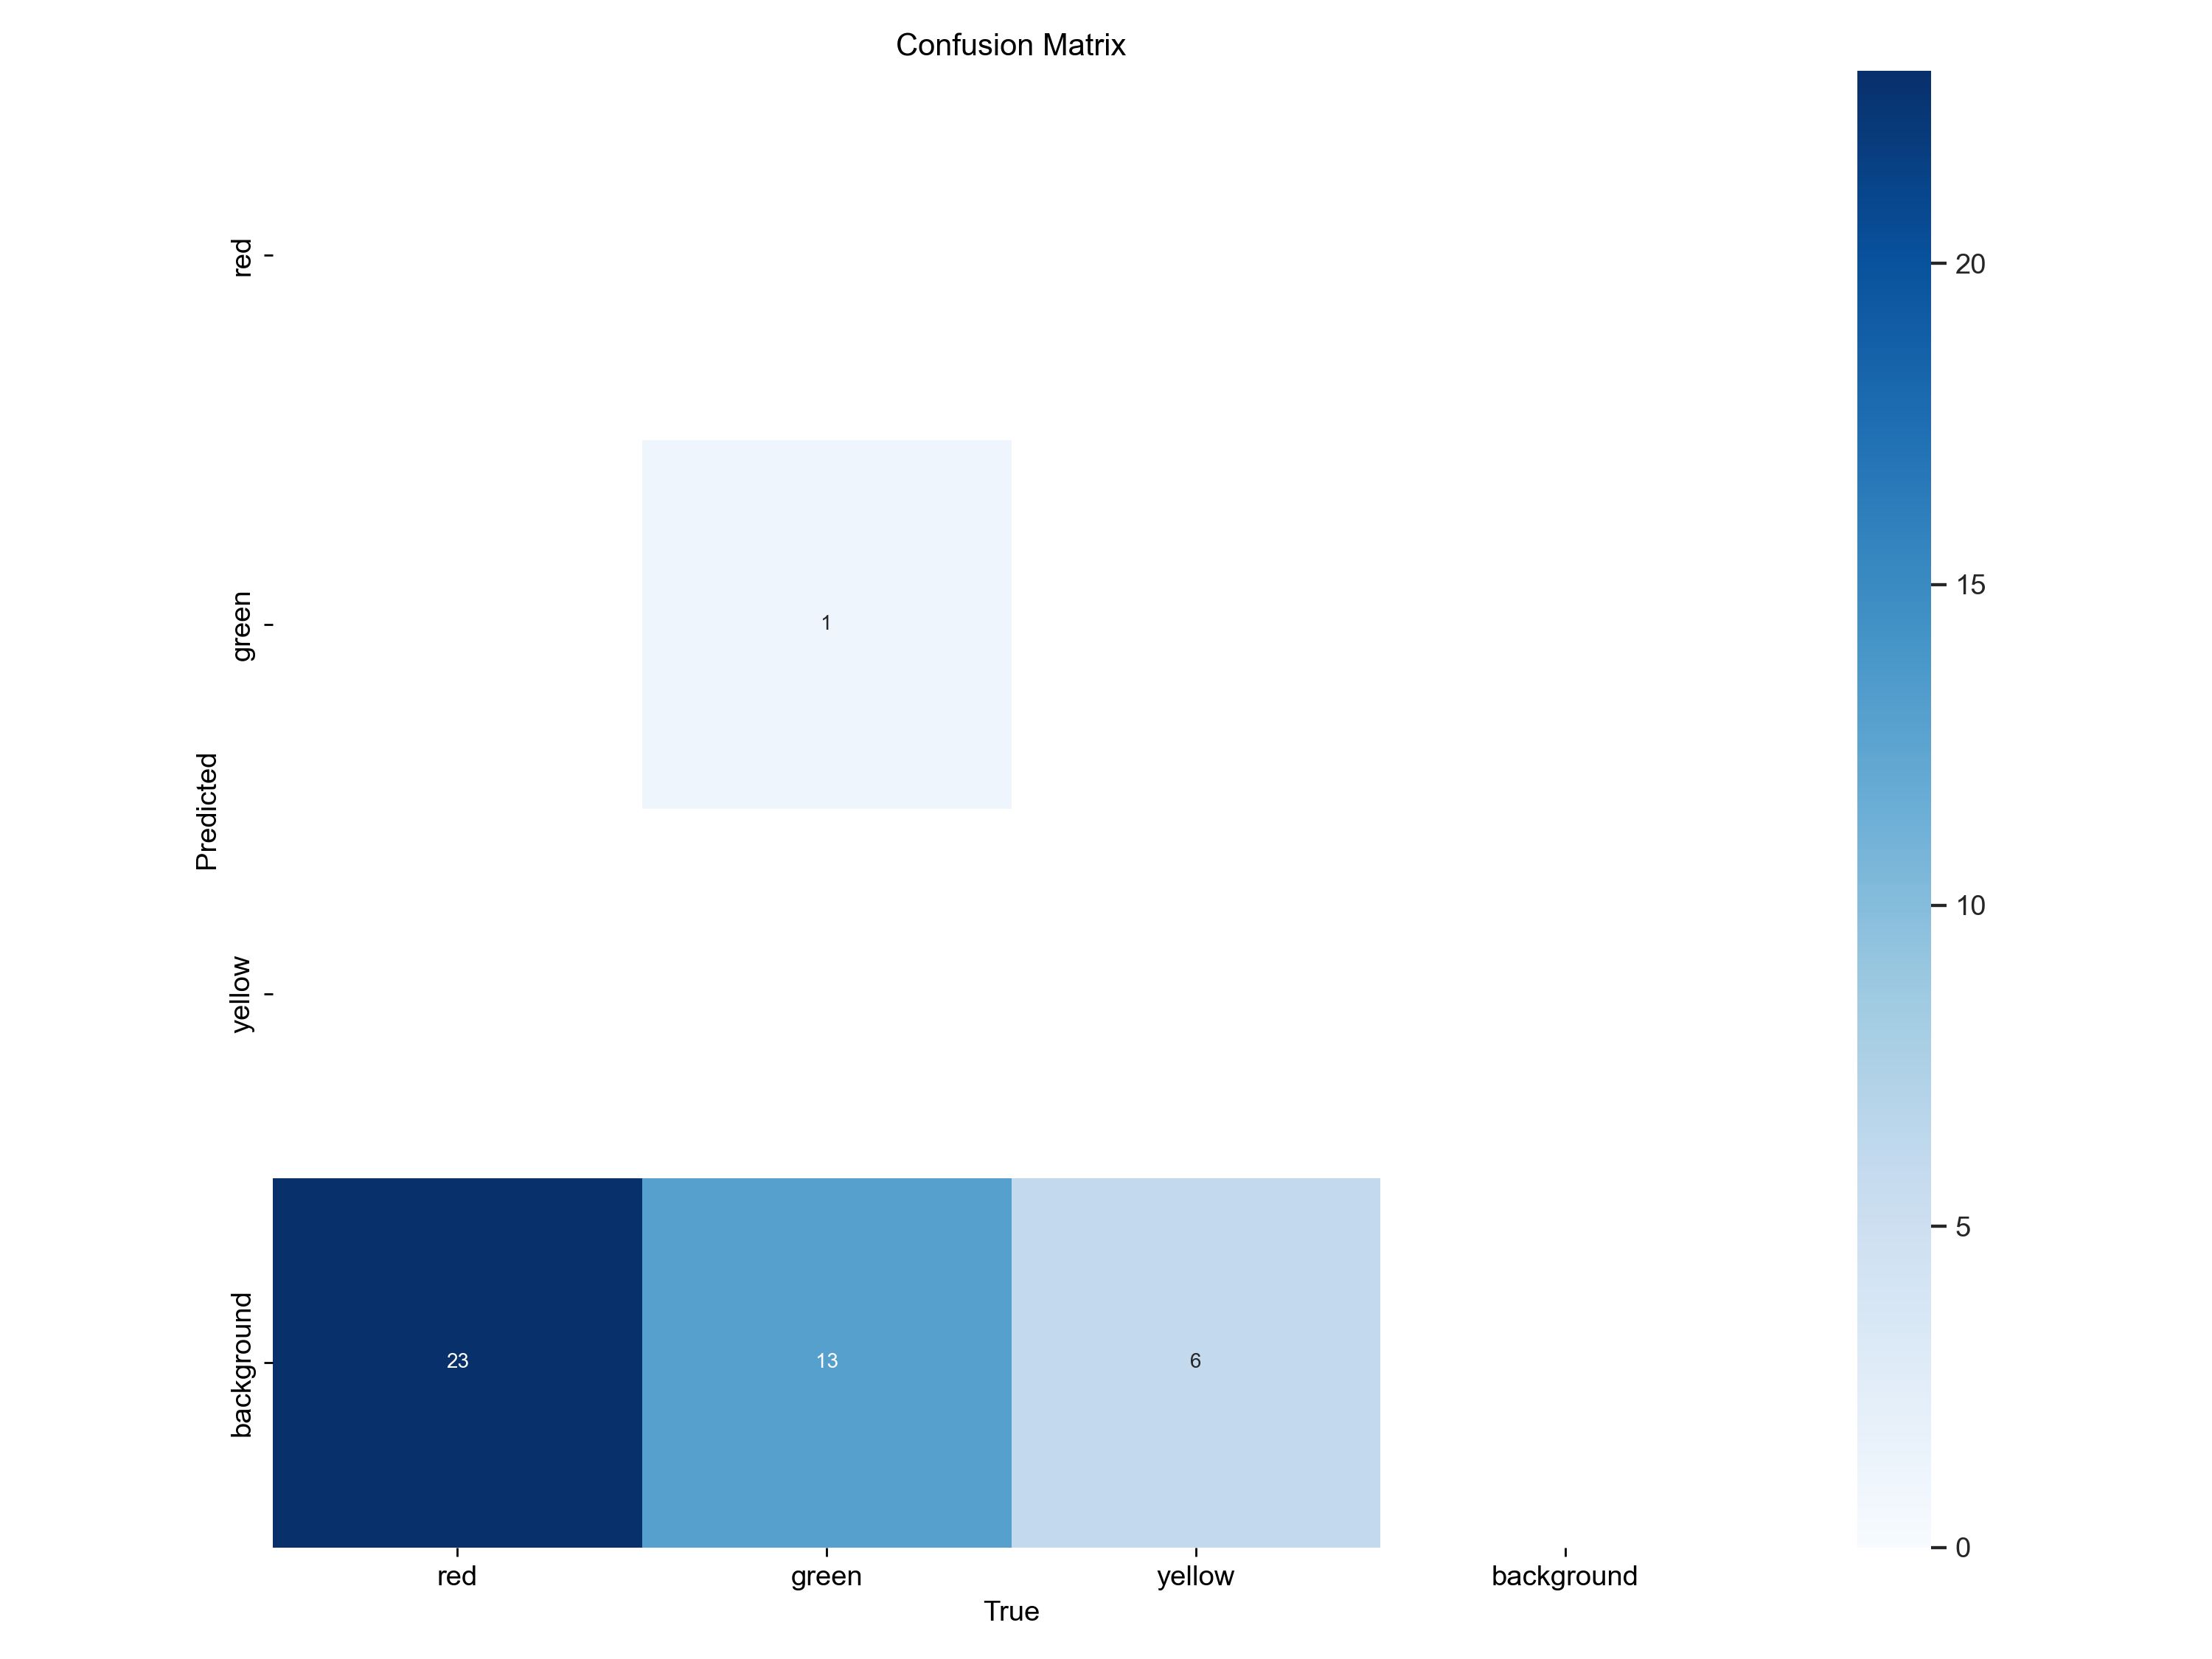 Confusion Matrix
red
green
yellow
background
Predicted
1
23
13
6
red
green
yellow
background
True
20
15
10
5
0